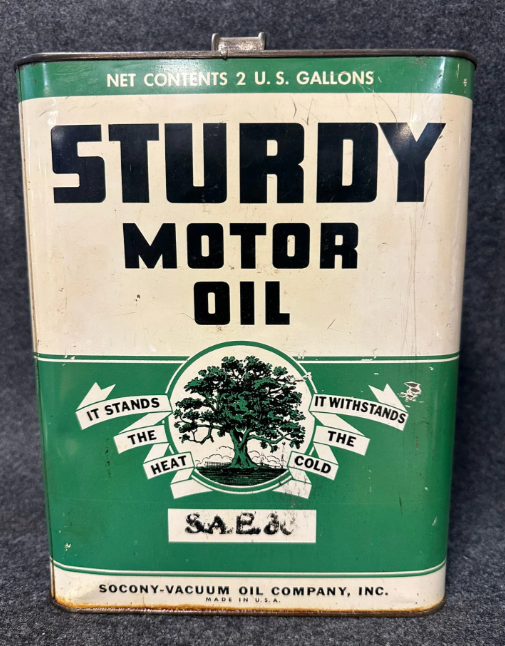 NET CONTENTS 2 U. S. GALLONS
STURDY
MOTOR
OIL
IT STANDS
THE
HEAT
IT WITHSTANDS
THE
COLD
S.A.E.
SOCONY-VACUUM OIL COMPANY, INC.
MADE IN U.S.A.